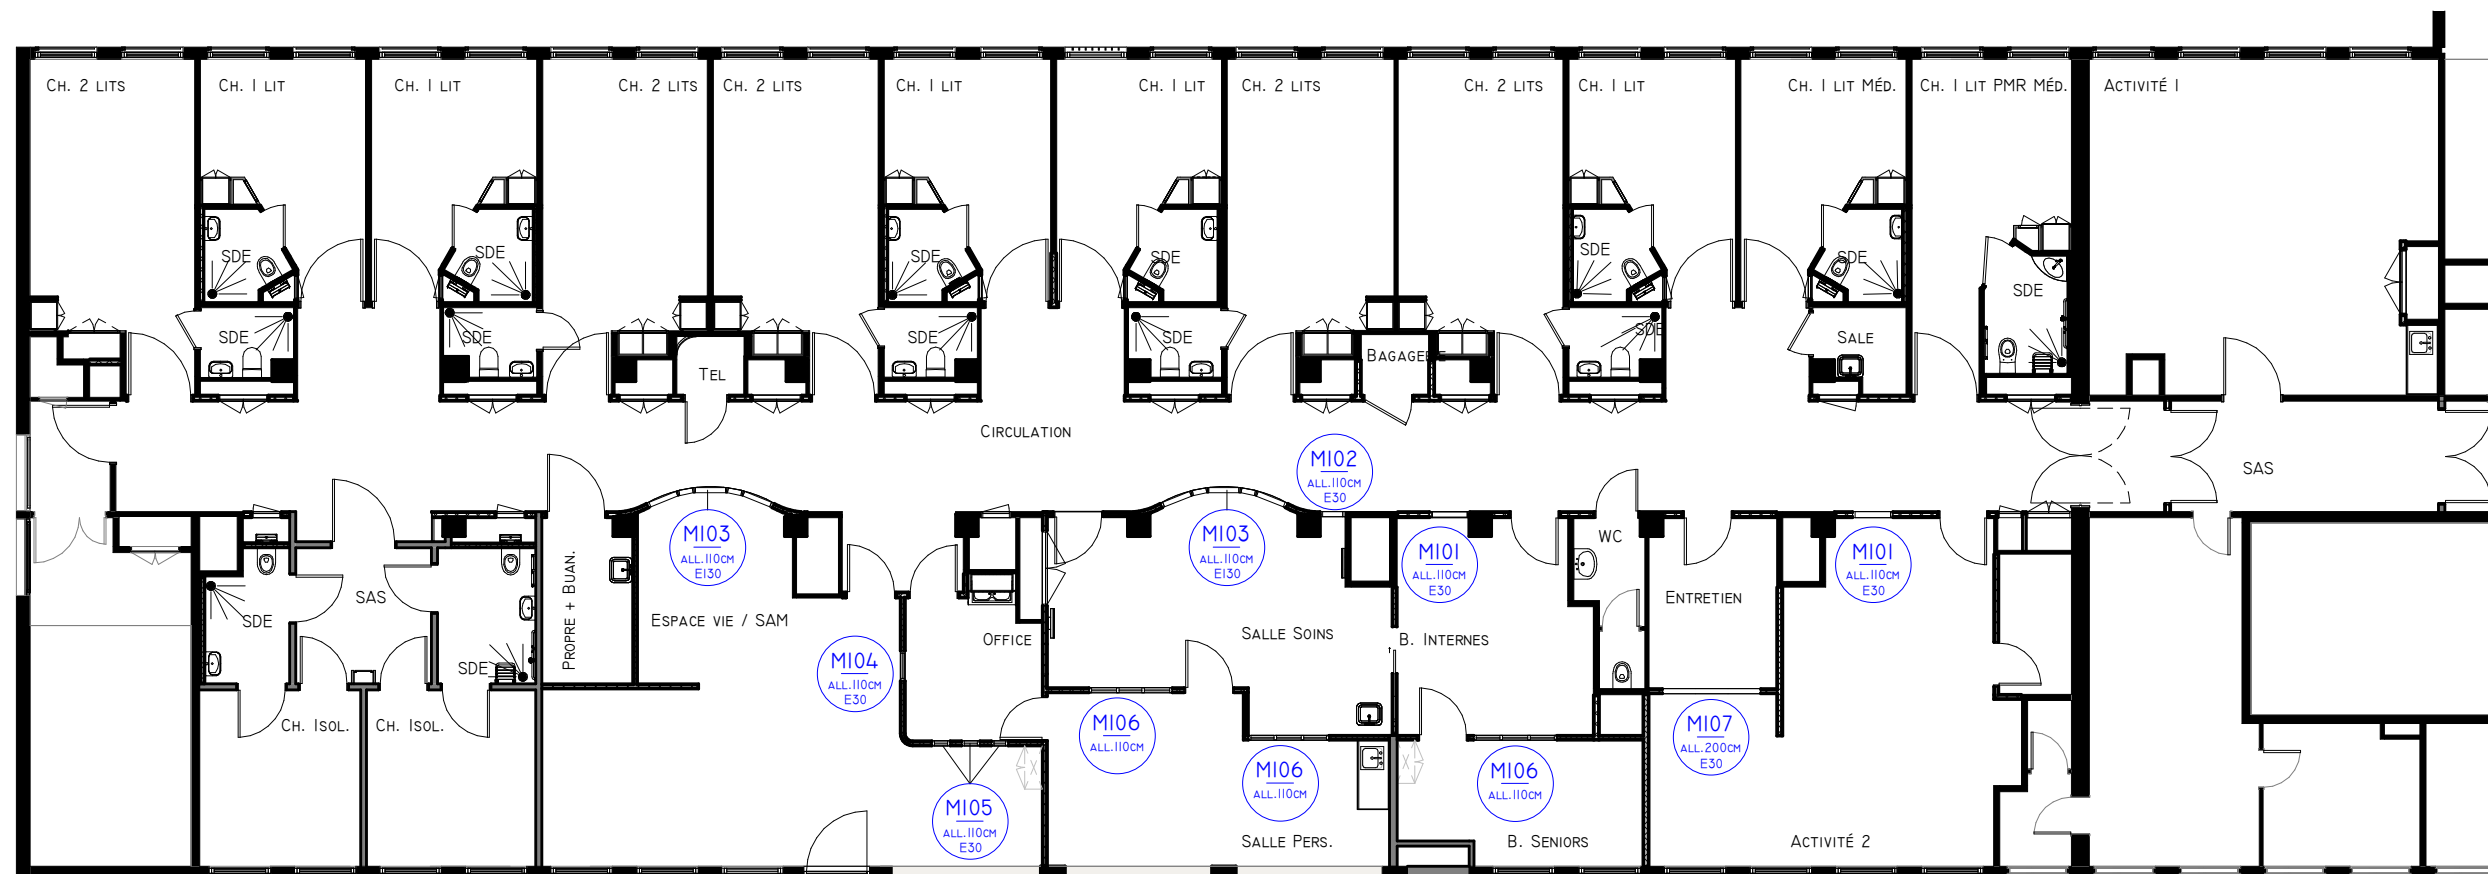 Ch. 2 lits
Ch. 1 lit
Ch. 1 lit
Ch. 2 lits
Ch. 2 lits
Ch. 1 lit
Ch. 1 lit
Ch. 2 lits
Ch. 2 lits
Ch. 1 lit
Ch. 1 lit Méd.
Ch. 1 lit PMR Méd.
Activité 1
SDE
SDE
SDE
SDE
SDE
SDE
SDE
SDE
SDE
SDE
SDE
SDE
Sale
Tel
Bagagerie
Circulation
SAS
M102
all.110cm
E30
M103
all.110cm
EI30
M103
all.110cm
EI30
M101
all.110cm
E30
M101
all.110cm
E30
WC
SAS
SDE
SDE
Propre + Buan.
Espace vie / SAM
Office
Salle Soins
B. Internes
Entretien
M104
all.110cm
E30
Ch. Isol.
Ch. Isol.
M106
all.110cm
M107
all.200cm
E30
M105
all.110cm
E30
M106
all.110cm
M106
all.110cm
Salle Pers.
B. Seniors
Activité 2